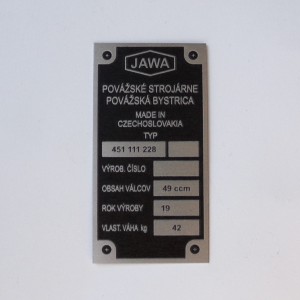 JAWA
POVÁŽSKÉ STROJÁRNE
POVÁŽSKÁ BYSTRICA
MADE IN
CZECHOSLOVAKIA
TYP
451 111 228
VÝROB. ČÍSLO
OBSAH VÁLCOV 49 ccm
ROK VÝROBY 19
VLAST. VÁHA kg 42